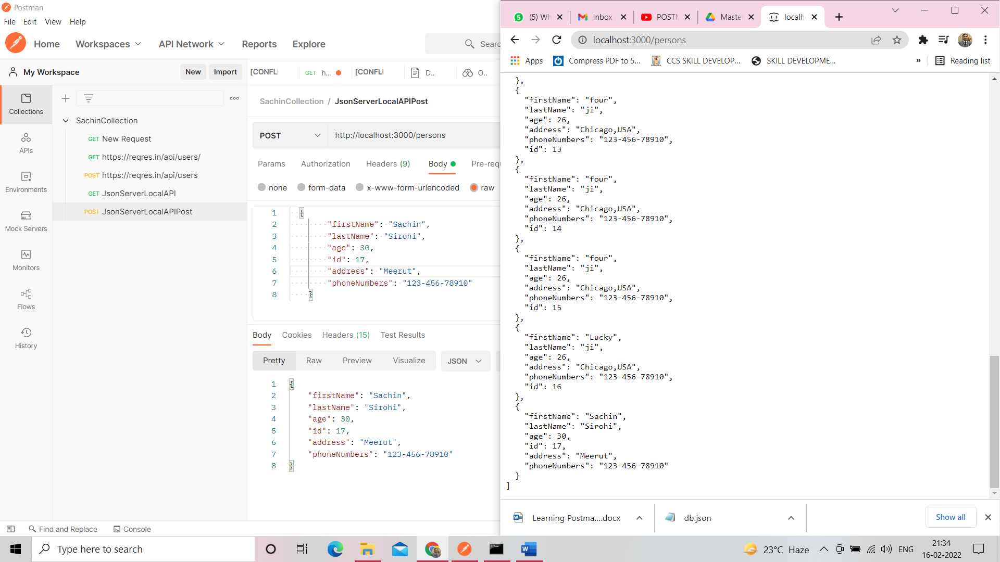 Postman
File Edit View Help
Home Workspaces API Network Reports Explore Searc
My Workspace New Import
[CONFLI GET h... [CONFLI D... O...
Collections
APIs
Environments
Mock Servers
Monitors
Flows
History
SachinCollection
GET New Request
GET https://reqres.in/api/users/
POST https://reqres.in/api/users
GET JsonServerLocalAPI
POST JsonServerLocalAPIPost
SachinCollection / JsonServerLocalAPIPost
POST http://localhost:3000/persons
Params Authorization Headers (9) Body Pre-requ
none form-data x-www-form-urlencoded raw
1 {
2 "firstName": "Sachin",
3 "lastName": "Sirohi",
4 "age": 30,
5 "id": 17,
6 "address": "Meerut",
7 "phoneNumbers": "123-456-78910"
8 }
Body Cookies Headers (15) Test Results
Pretty Raw Preview Visualize JSON
1 {
2 "firstName": "Sachin",
3 "lastName": "Sirohi",
4 "age": 30,
5 "id": 17,
6 "address": "Meerut",
7 "phoneNumbers": "123-456-78910"
8 }
Find and Replace Console
5 (5) Wh Inbox POSTM Maste localh
localhost:3000/persons
Apps Compress PDF to 5... CCS SKILL DEVELOP... SKILL DEVELOPME... » Reading list
},
{
"firstName": "four",
"lastName": "ji",
"age": 26,
"address": "Chicago,USA",
"phoneNumbers": "123-456-78910",
"id": 13
},
{
"firstName": "four",
"lastName": "ji",
"age": 26,
"address": "Chicago,USA",
"phoneNumbers": "123-456-78910",
"id": 14
},
{
"firstName": "four",
"lastName": "ji",
"age": 26,
"address": "Chicago,USA",
"phoneNumbers": "123-456-78910",
"id": 15
},
{
"firstName": "Lucky",
"lastName": "ji",
"age": 26,
"address": "Chicago,USA",
"phoneNumbers": "123-456-78910",
"id": 16
},
{
"firstName": "Sachin",
"lastName": "Sirohi",
"age": 30,
"id": 17,
"address": "Meerut",
"phoneNumbers": "123-456-78910"
}
]
Learning Postma....docx db.json Show all
Type here to search
23°C Haze ENG
21:34
16-02-2022